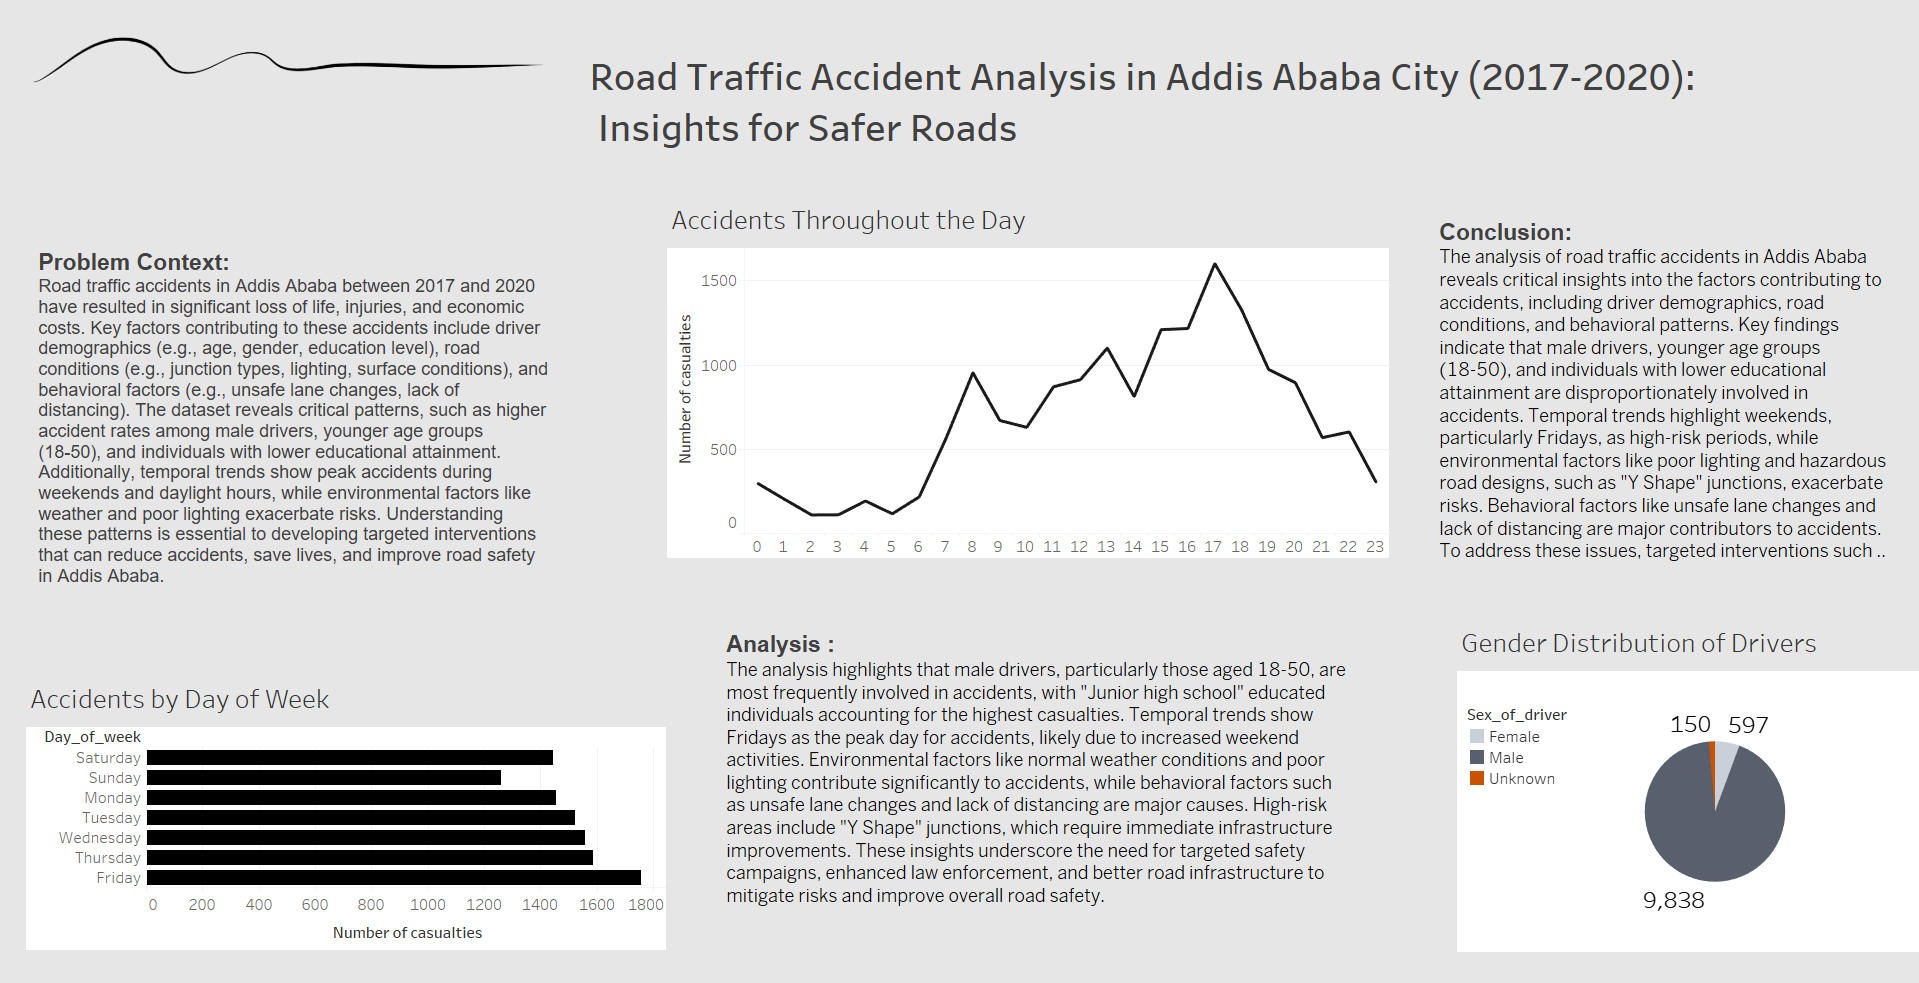 Road Traffic Accident Analysis in Addis Ababa City (2017-2020):
Insights for Safer Roads
Problem Context:
Road traffic accidents in Addis Ababa between 2017 and 2020
have resulted in significant loss of life, injuries, and economic
costs. Key factors contributing to these accidents include driver
demographics (e.g., age, gender, education level), road
conditions (e.g., junction types, lighting, surface conditions), and
behavioral factors (e.g., unsafe lane changes, lack of
distancing). The dataset reveals critical patterns, such as higher
accident rates among male drivers, younger age groups
(18-50), and individuals with lower educational attainment.
Additionally, temporal trends show peak accidents during
weekends and daylight hours, while environmental factors like
weather and poor lighting exacerbate risks. Understanding
these patterns is essential to developing targeted interventions
that can reduce accidents, save lives, and improve road safety
in Addis Ababa.
Accidents Throughout the Day
Number of casualties
1500
1000
500
0
0 1 2 3 4 5 6 7 8 9 10 11 12 13 14 15 16 17 18 19 20 21 22 23
Conclusion:
The analysis of road traffic accidents in Addis Ababa
reveals critical insights into the factors contributing to
accidents, including driver demographics, road
conditions, and behavioral patterns. Key findings
indicate that male drivers, younger age groups
(18-50), and individuals with lower educational
attainment are disproportionately involved in
accidents. Temporal trends highlight weekends,
particularly Fridays, as high-risk periods, while
environmental factors like poor lighting and hazardous
road designs, such as "Y Shape" junctions, exacerbate
risks. Behavioral factors like unsafe lane changes and
lack of distancing are major contributors to accidents.
To address these issues, targeted interventions such ..
Accidents by Day of Week
Day_of_week
Saturday
Sunday
Monday
Tuesday
Wednesday
Thursday
Friday
0 200 400 600 800 1000 1200 1400 1600 1800
Number of casualties
Analysis :
The analysis highlights that male drivers, particularly those aged 18-50, are
most frequently involved in accidents, with "Junior high school" educated
individuals accounting for the highest casualties. Temporal trends show
Fridays as the peak day for accidents, likely due to increased weekend
activities. Environmental factors like normal weather conditions and poor
lighting contribute significantly to accidents, while behavioral factors such
as unsafe lane changes and lack of distancing are major causes. High-risk
areas include "Y Shape" junctions, which require immediate infrastructure
improvements. These insights underscore the need for targeted safety
campaigns, enhanced law enforcement, and better road infrastructure to
mitigate risks and improve overall road safety.
Gender Distribution of Drivers
Sex_of_driver
Female
Male
Unknown
150 597
9,838